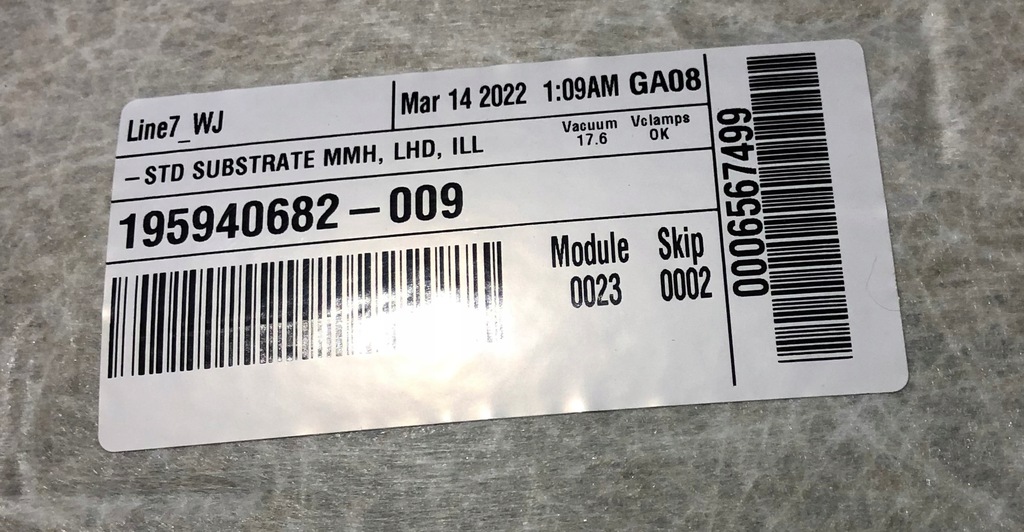 Line7_WJ
Mar 14 2022 1:09AM GA08
–STD SUBSTRATE MMH, LHD, ILL
Vacuum Vclamps
17.6 OK
195940682–009
Module Skip
0023 0002
0006567499